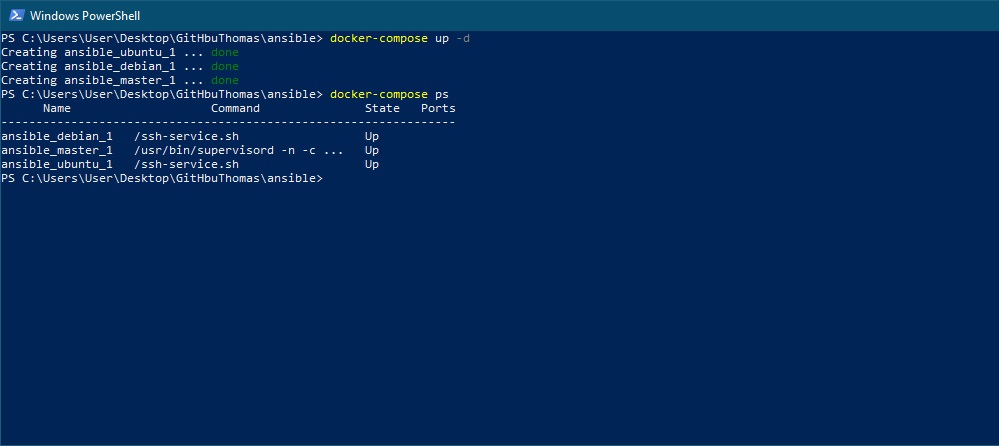 Windows PowerShell
PS C:\Users\User\Desktop\GitHbuThomas\ansible> docker-compose up -d
Creating ansible_ubuntu_1 ... done
Creating ansible_debian_1 ... done
Creating ansible_master_1 ... done
PS C:\Users\User\Desktop\GitHbuThomas\ansible> docker-compose ps
      Name                    Command               State   Ports
-----------------------------------------------------------------
ansible_debian_1   /ssh-service.sh                  Up
ansible_master_1   /usr/bin/supervisord -n -c ...   Up
ansible_ubuntu_1   /ssh-service.sh                  Up
PS C:\Users\User\Desktop\GitHbuThomas\ansible>